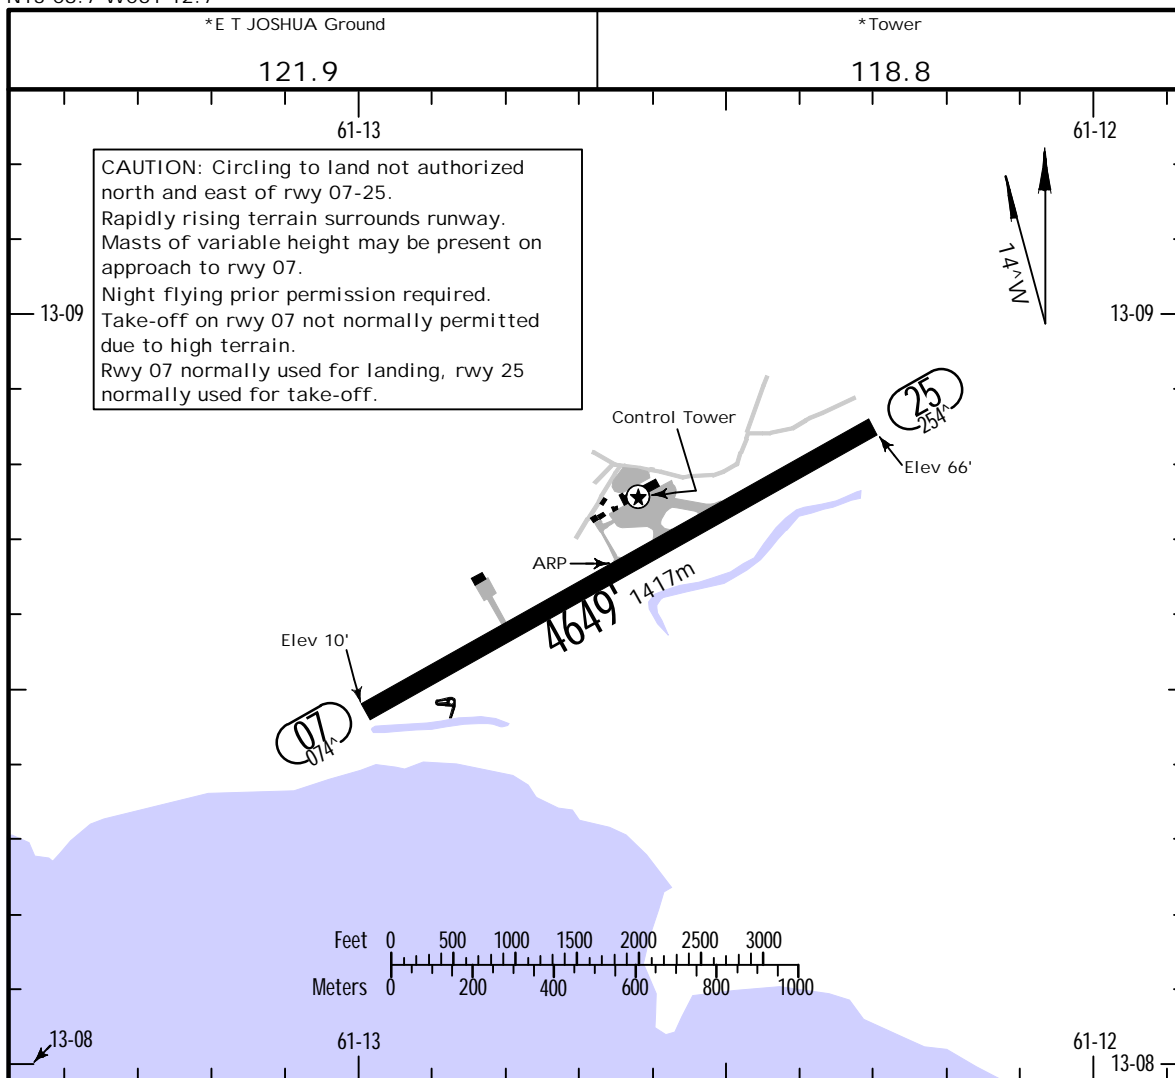 *E T JOSHUA Ground
*Tower
121.9
118.8
61-13
61-12
CAUTION: Circling to land not authorized
north and east of rwy 07-25.
Rapidly rising terrain surrounds runway.
Masts of variable height may be present on
approach to rwy 07.
Night flying prior permission required.
Take-off on rwy 07 not normally permitted
due to high terrain.
Rwy 07 normally used for landing, rwy 25
normally used for take-off.
14^W
13-09
13-09
25
254^
Control Tower
Elev 66'
ARP
1417m
4649'
Elev 10'
07
074^
Feet 0 500 1000 1500 2000 2500 3000
Meters 0 200 400 600 800 1000
13-08
61-13
61-12
13-08